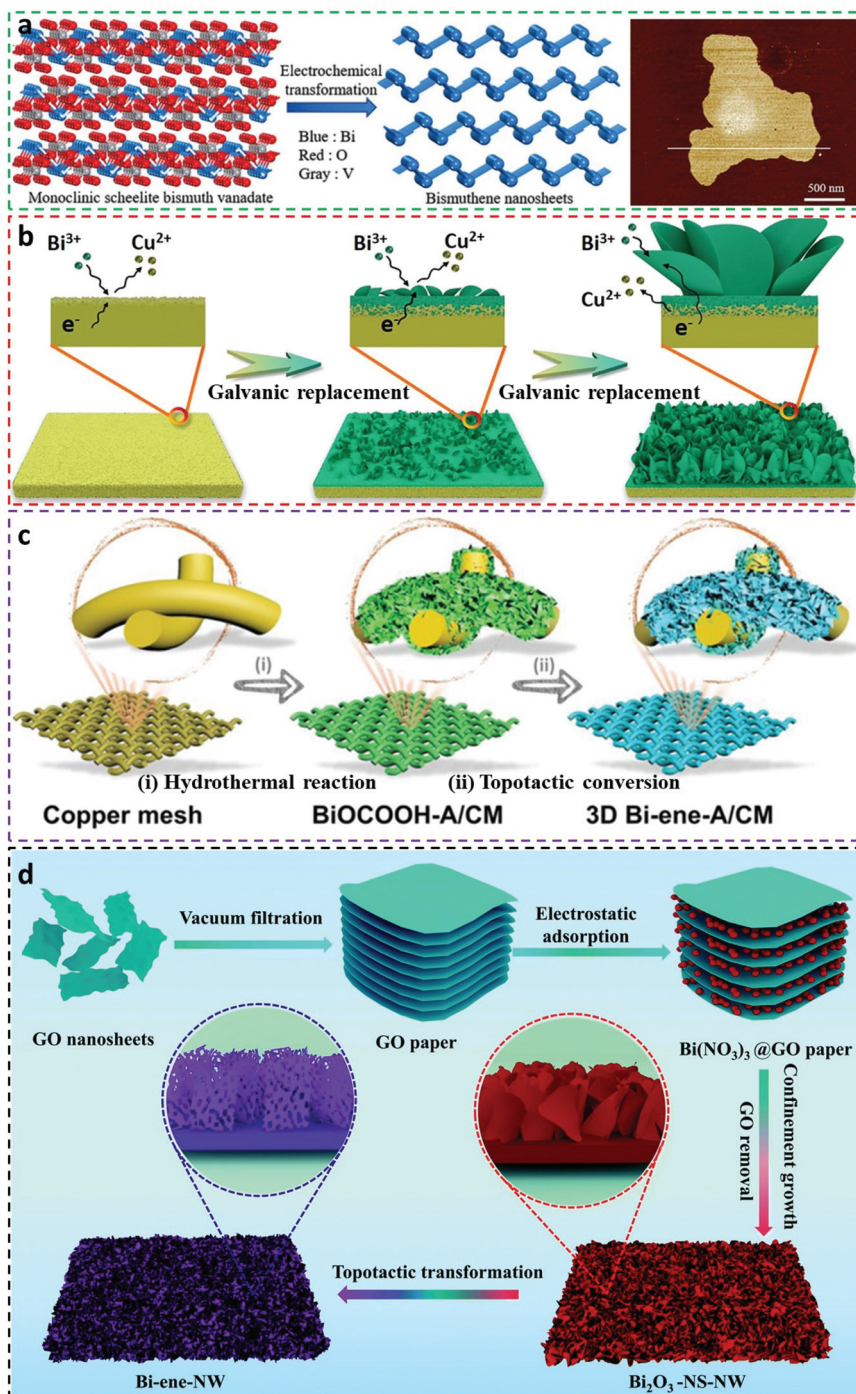 a
Electrochemical
transformation
Blue : Bi
Red : O
Gray : V
Monoclinic scheelite bismuth vanadate
Bismuthene nanosheets
500 nm
b
Bi³⁺
Cu²⁺
e⁻
Bi³⁺
Cu²⁺
e⁻
Bi³⁺
Cu²⁺
e⁻
Galvanic replacement
Galvanic replacement
c
(i)
(ii)
(i) Hydrothermal reaction
(ii) Topotactic conversion
Copper mesh
BiOCOOH-A/CM
3D Bi-ene-A/CM
d
Vacuum filtration
Electrostatic
adsorption
GO nanosheets
GO paper
Bi(NO₃)₃ @GO paper
Confinement growth
GO removal
Topotactic transformation
Bi-ene-NW
Bi₂O₃ -NS-NW